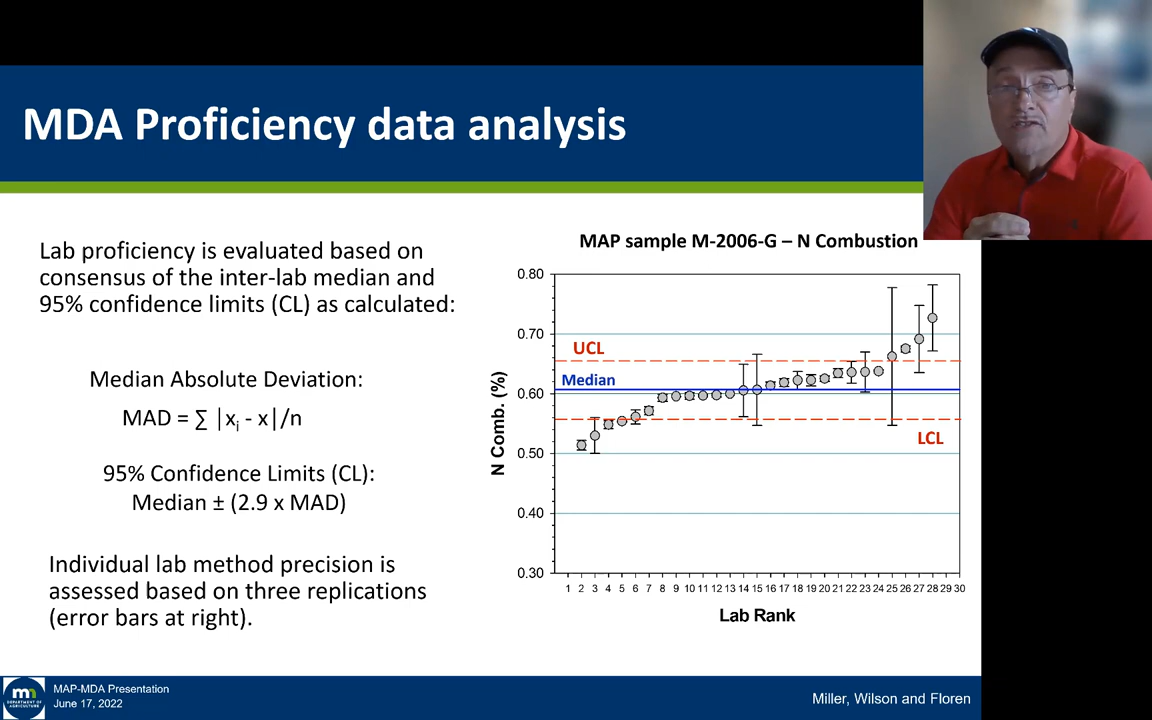 MDA Proficiency data analysis
Lab proficiency is evaluated based on
consensus of the inter-lab median and
95% confidence limits (CL) as calculated:
Median Absolute Deviation:
MAD = ∑ |xi - x|/n
95% Confidence Limits (CL):
Median ± (2.9 x MAD)
Individual lab method precision is
assessed based on three replications
(error bars at right).
MAP sample M-2006-G – N Combustion
N Comb. (%)
0.80
0.70
0.60
0.50
0.40
0.30
UCL
Median
LCL
1 2 3 4 5 6 7 8 9 10 11 12 13 14 15 16 17 18 19 20 21 22 23 24 25 26 27 28 29 30
Lab Rank
mn
DEPARTMENT OF
AGRICULTURE
MAP-MDA Presentation
June 17, 2022
Miller, Wilson and Floren